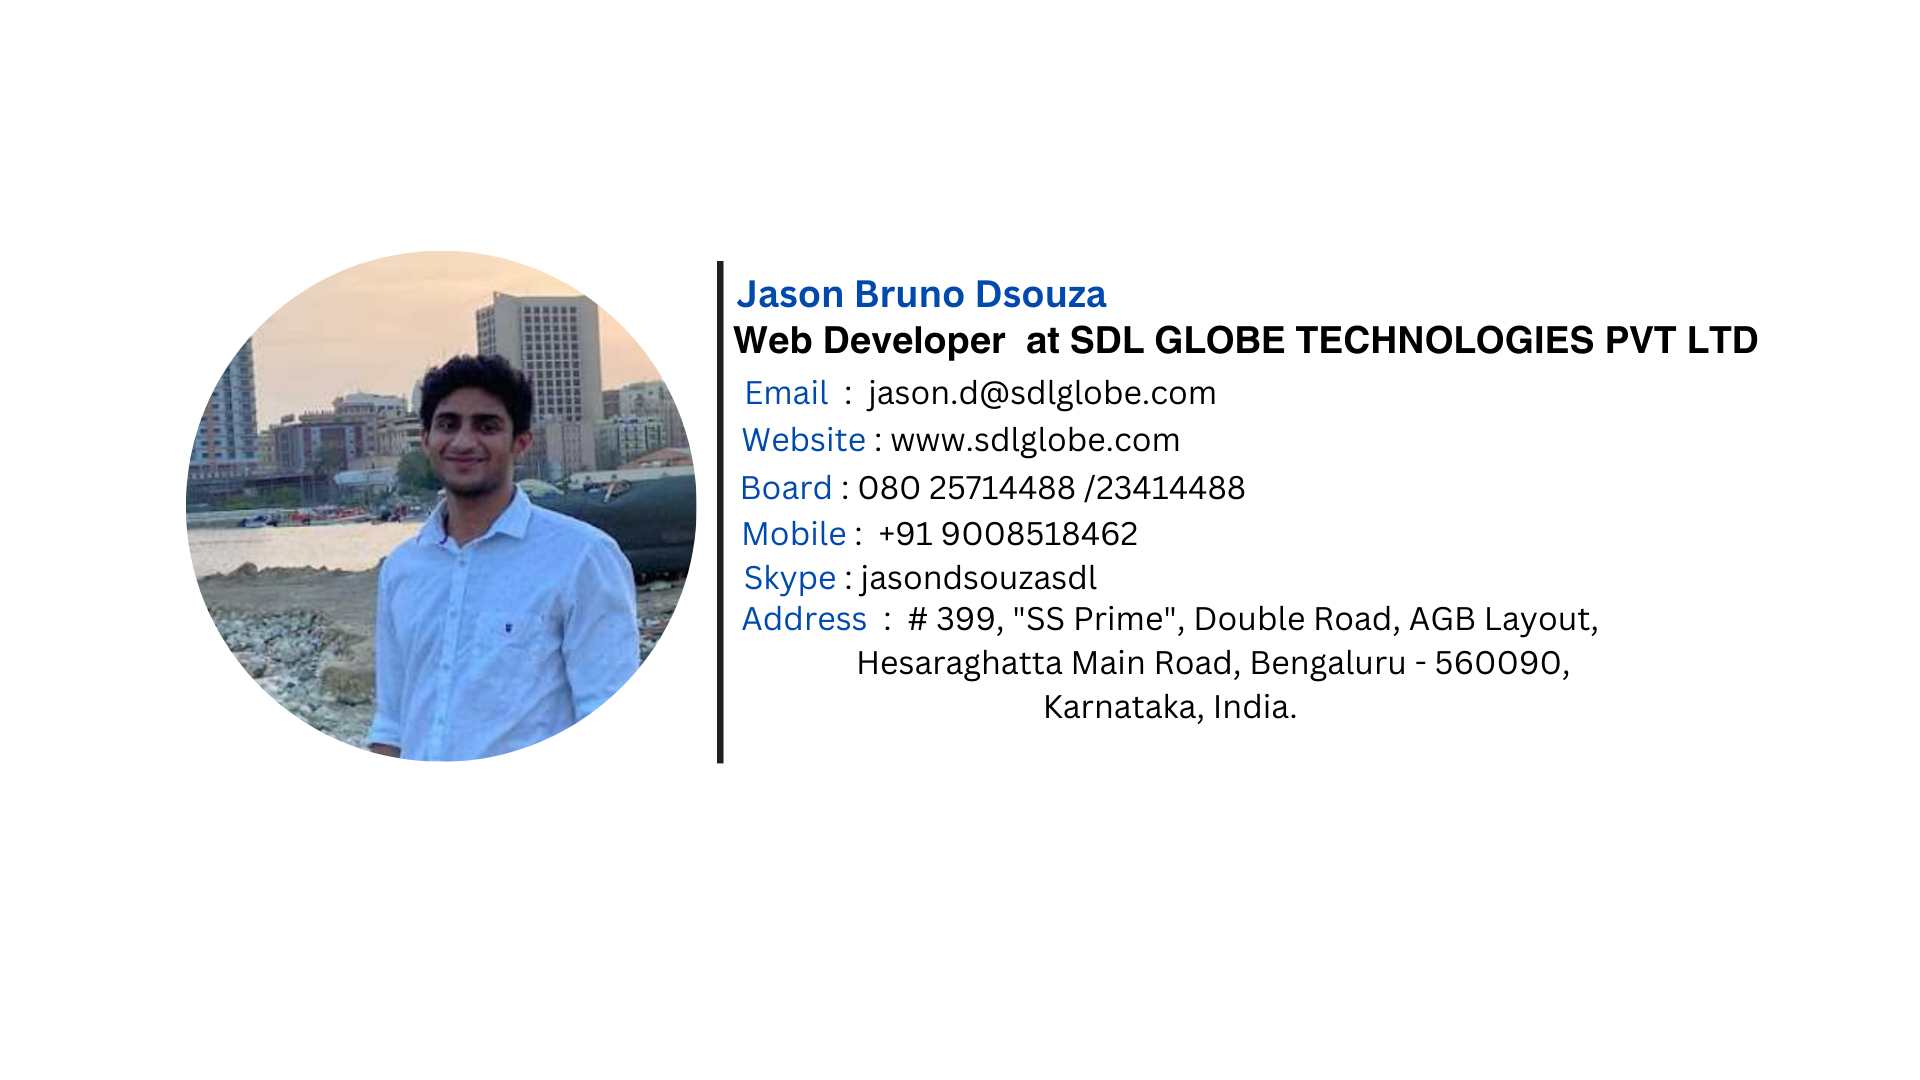 Jason Bruno Dsouza
Web Developer at SDL GLOBE TECHNOLOGIES PVT LTD
Email : jason.d@sdlglobe.com
Website : www.sdlglobe.com
Board : 080 25714488 /23414488
Mobile : +91 9008518462
Skype : jasondsouzasdl
Address : # 399, "SS Prime", Double Road, AGB Layout,
Hesaraghatta Main Road, Bengaluru - 560090,
Karnataka, India.